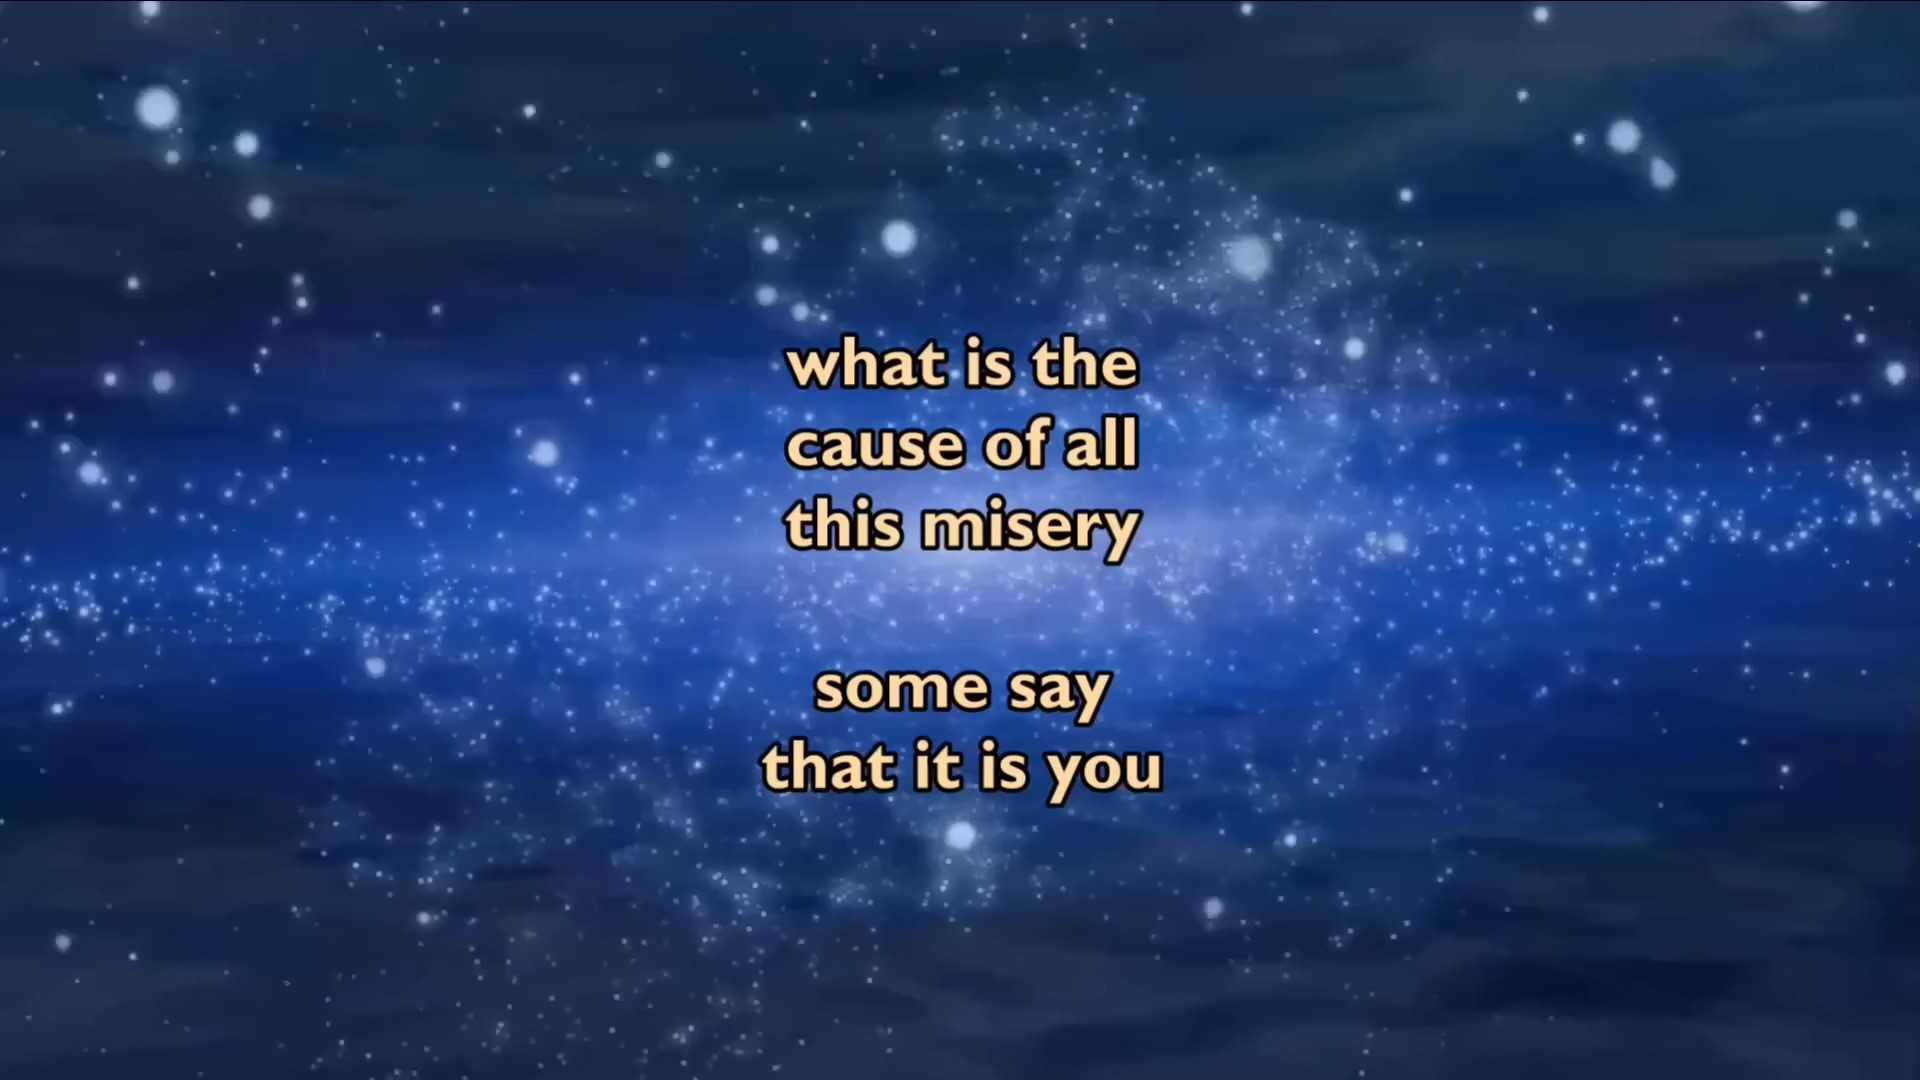 what is the
cause of all
this misery
some say
that it is you